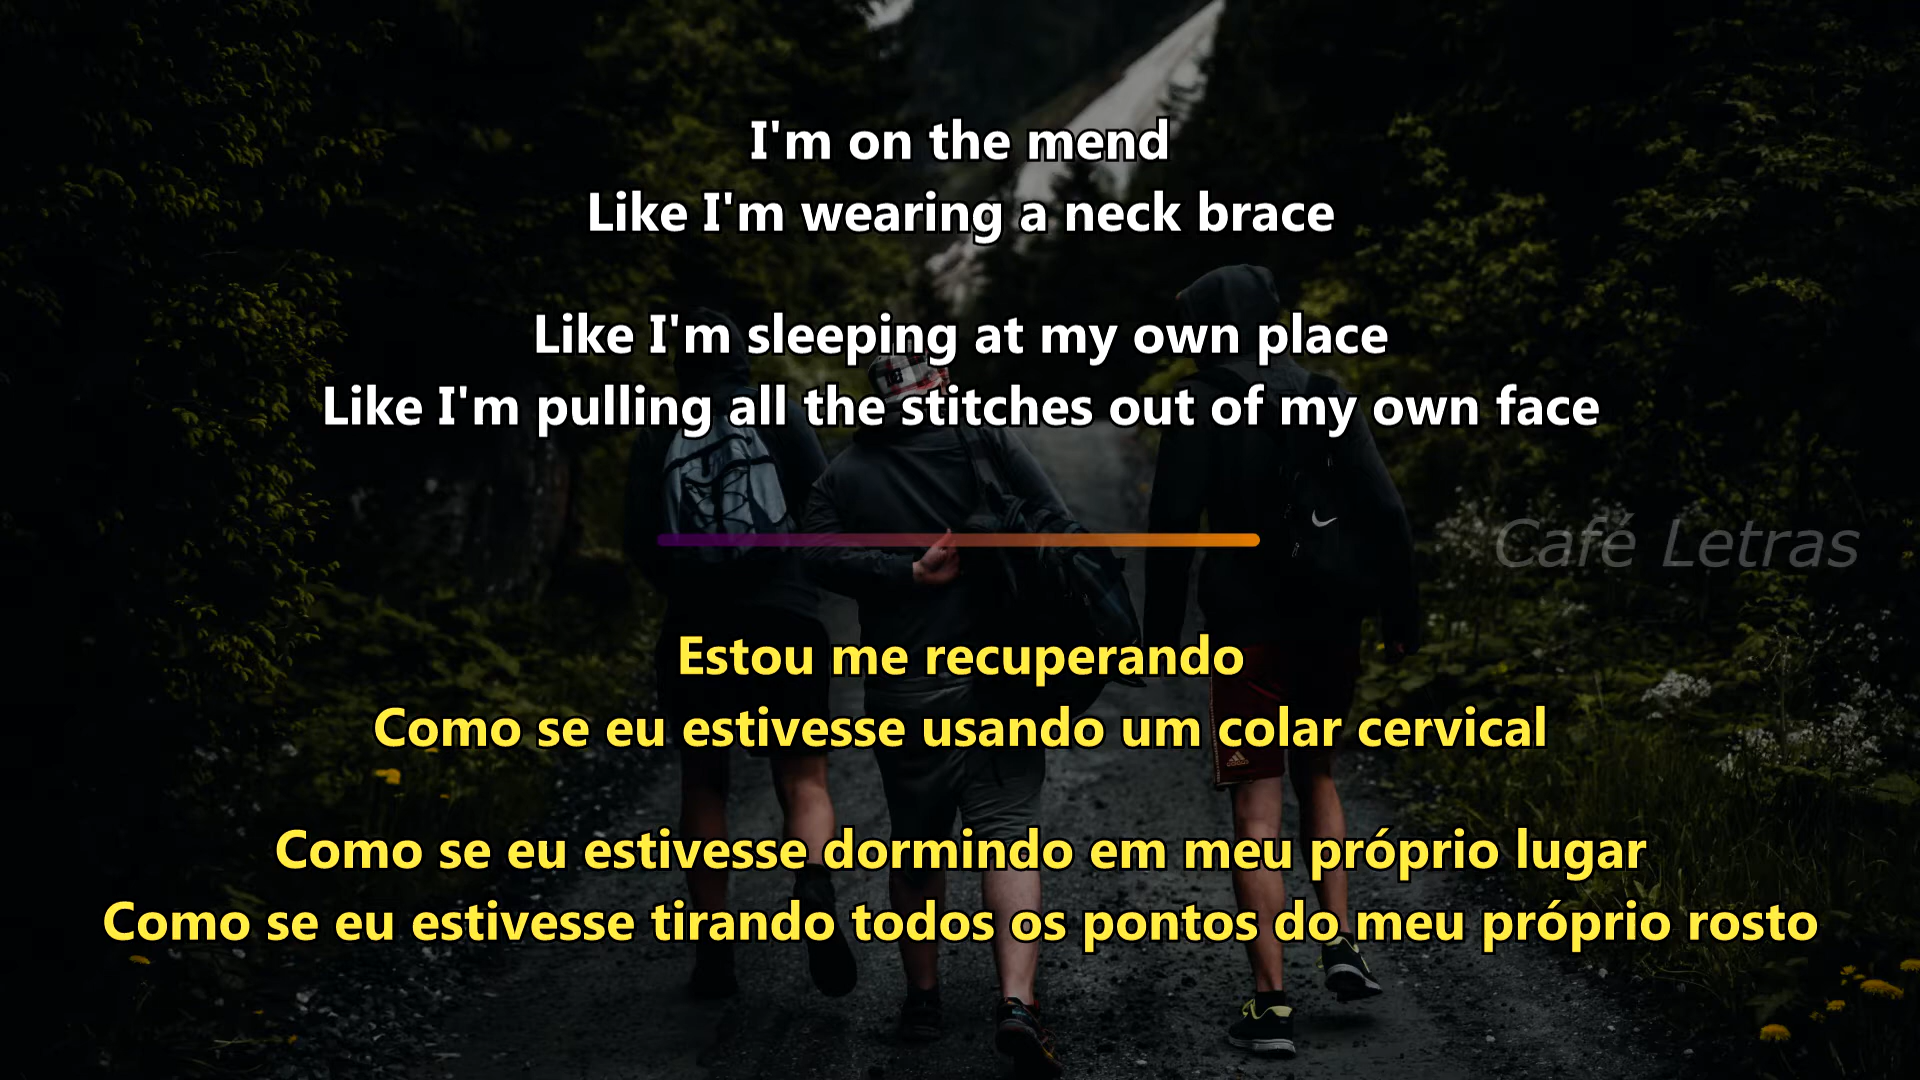 I'm on the mend
Like I'm wearing a neck brace
Like I'm sleeping at my own place
Like I'm pulling all the stitches out of my own face
Café Letras
Estou me recuperando
Como se eu estivesse usando um colar cervical
Como se eu estivesse dormindo em meu próprio lugar
Como se eu estivesse tirando todos os pontos do meu próprio rosto